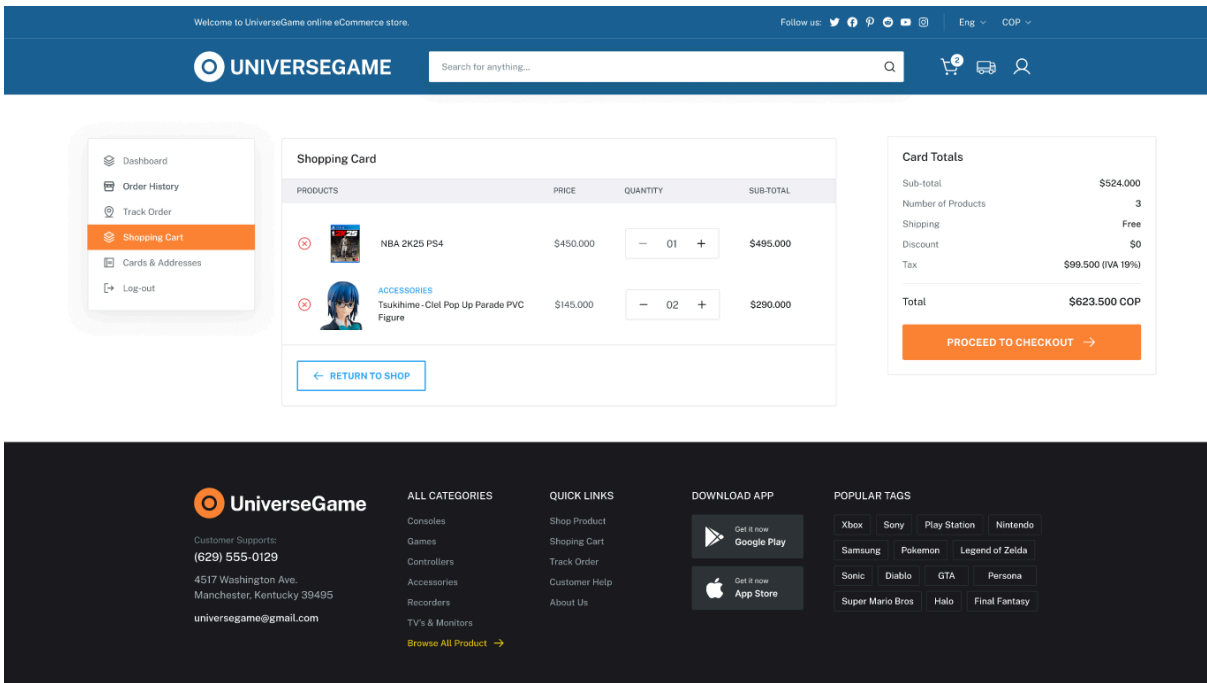 Welcome to UniverseGame online eCommerce store.
Follow us:
Eng
COP
UNIVERSEGAME
Search for anything...
2
Dashboard
Order History
Track Order
Shopping Cart
Cards & Addresses
Log-out
Shopping Card
PRODUCTS PRICE QUANTITY SUB-TOTAL
NBA 2K25 PS4 $450.000 01 $495.000
ACCESSORIES
Tsukihime - Ciel Pop Up Parade PVC
Figure
$145.000 02 $290.000
RETURN TO SHOP
Card Totals
Sub-total $524.000
Number of Products 3
Shipping Free
Discount $0
Tax $99.500 (IVA 19%)
Total $623.500 COP
PROCEED TO CHECKOUT
UniverseGame
Customer Supports:
(629) 555-0129
4517 Washington Ave.
Manchester, Kentucky 39495
universegame@gmail.com
ALL CATEGORIES
Consoles
Games
Controllers
Accessories
Recorders
TV's & Monitors
Browse All Product
QUICK LINKS
Shop Product
Shoping Cart
Track Order
Customer Help
About Us
DOWNLOAD APP
Get it now
Google Play
Get it now
App Store
POPULAR TAGS
Xbox Sony Play Station Nintendo
Samsung Pokemon Legend of Zelda
Sonic Diablo GTA Persona
Super Mario Bros Halo Final Fantasy